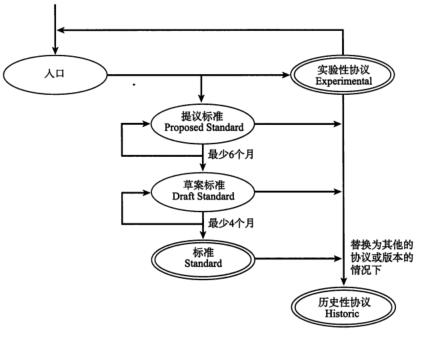 人口
实验性协议
Experimental
提议标准
Proposed Standard
最少6个月
草案标准
Draft Standard
最少4个月
标准
Standard
替换为其他的
协议或版本的
情况下
历史性协议
Historic